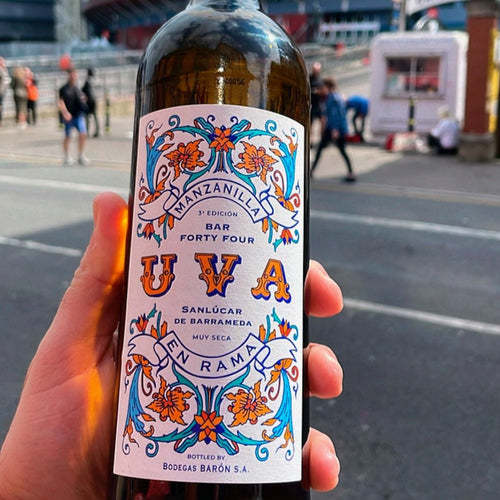 MANZANILLA
3ª EDICIÓN
BAR
FORTY FOUR
UVA
SANLÚCAR
DE BARRAMEDA
MUY SECA
EN RAMA
BOTTLED BY
BODEGAS BARÓN S.A.